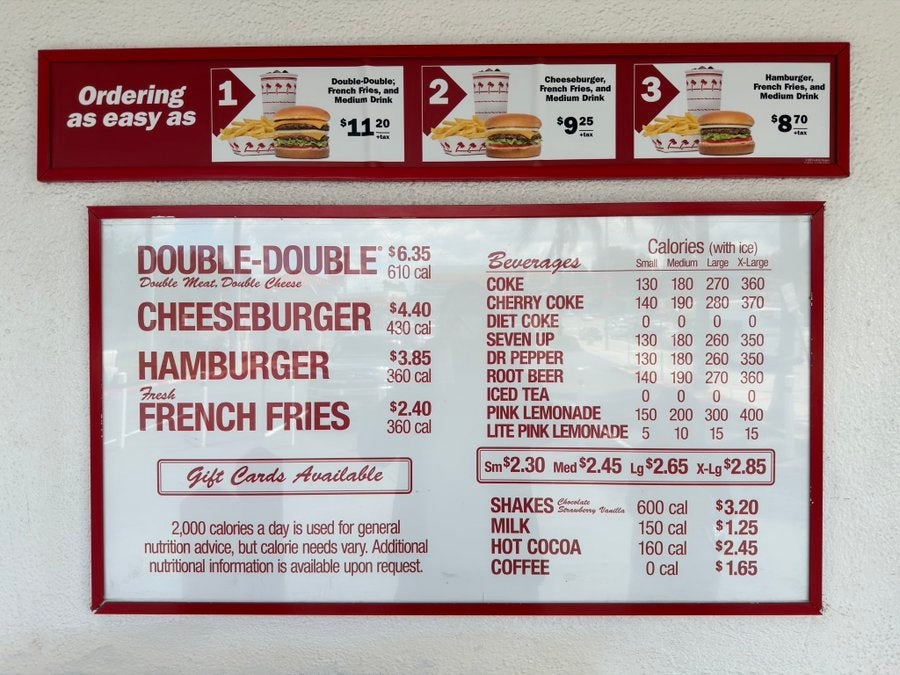 Ordering
as easy as
1
Double-Double,
French Fries, and
Medium Drink
$11 20
+tax
2
Cheeseburger,
French Fries, and
Medium Drink
$9 25
+tax
3
Hamburger,
French Fries, and
Medium Drink
$8 70
+tax
DOUBLE-DOUBLE® $6.35
Double Meat, Double Cheese 610 cal
CHEESEBURGER $4.40
430 cal
HAMBURGER $3.85
360 cal
Fresh
FRENCH FRIES $2.40
360 cal
Gift Cards Available
2,000 calories a day is used for general
nutrition advice, but calorie needs vary. Additional
nutritional information is available upon request.
Calories (with ice)
Beverages Small Medium Large X-Large
COKE 130 180 270 360
CHERRY COKE 140 190 280 370
DIET COKE 0 0 0 0
SEVEN UP 130 180 260 350
DR PEPPER 130 180 260 350
ROOT BEER 140 190 270 360
ICED TEA 0 0 0 0
PINK LEMONADE 150 200 300 400
LITE PINK LEMONADE 5 10 15 15
Sm $2.30 Med $2.45 Lg $2.65 X-Lg $2.85
SHAKES Chocolate Strawberry Vanilla 600 cal $3.20
MILK 150 cal $1.25
HOT COCOA 160 cal $2.45
COFFEE 0 cal $1.65